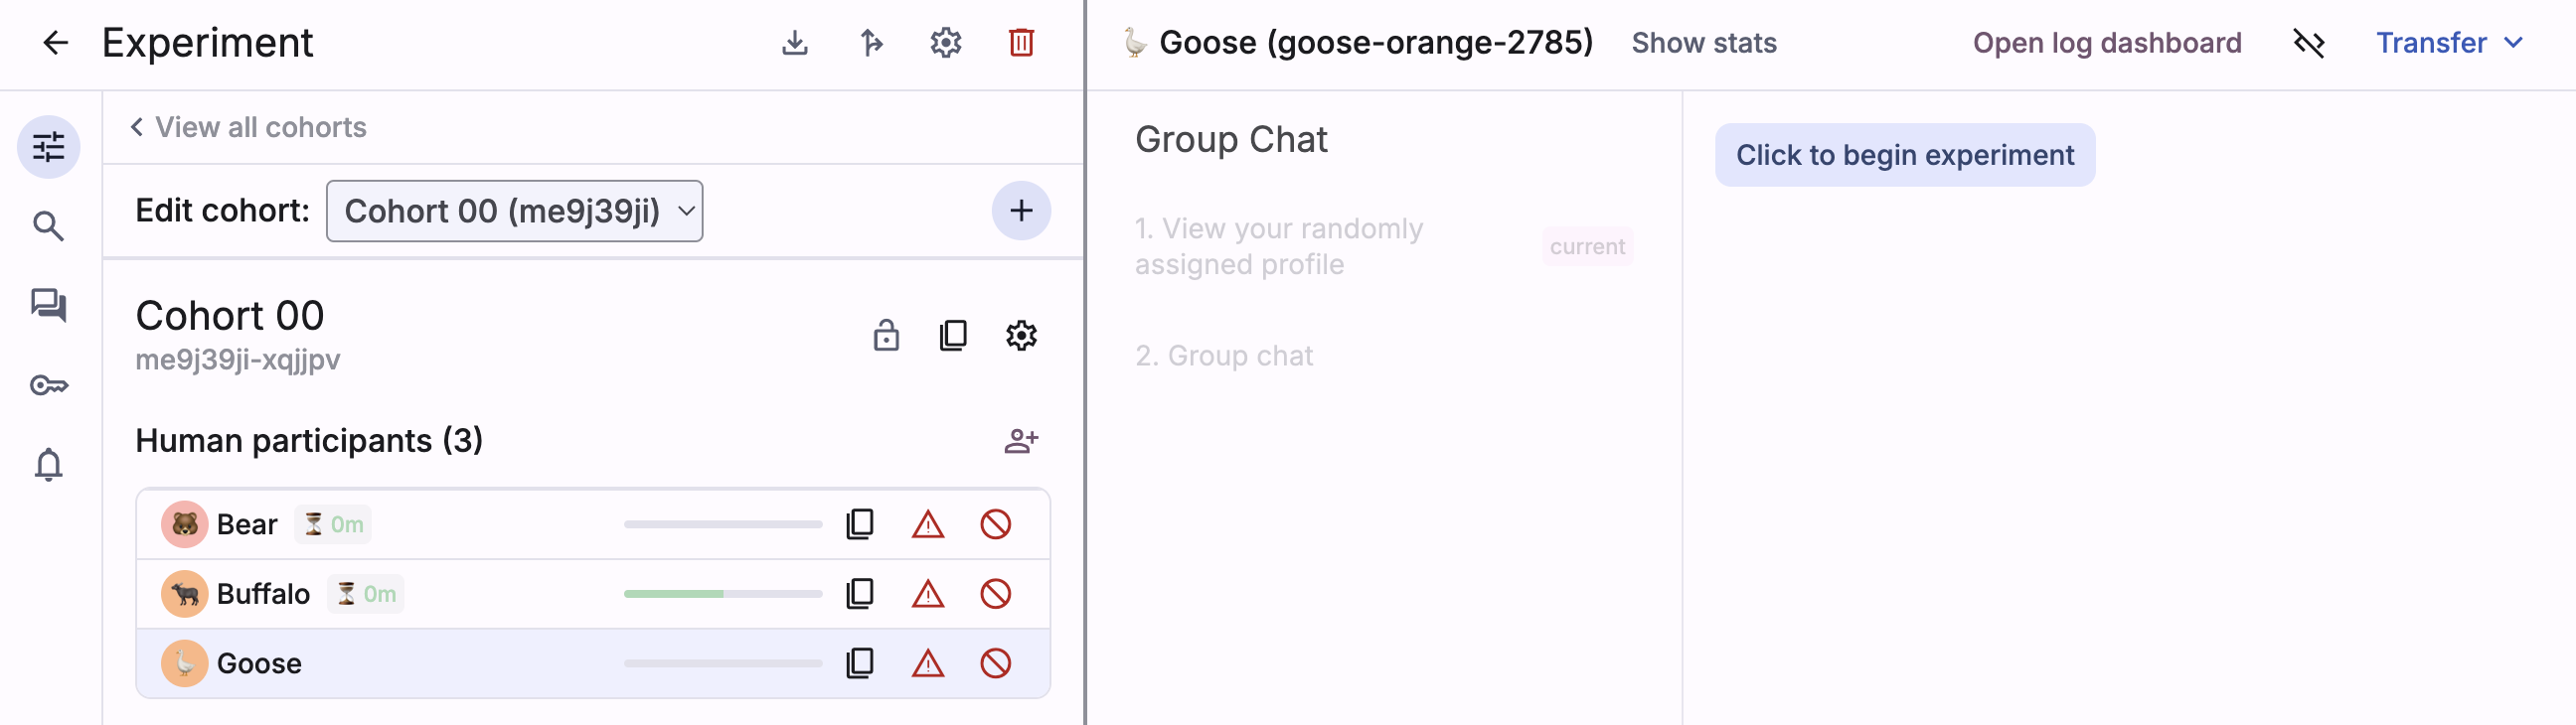 Experiment
View all cohorts
Edit cohort: Cohort 00 (me9j39ji)
Cohort 00
me9j39ji-xqjjpv
Human participants (3)
Bear 0m
Buffalo 0m
Goose
Goose (goose-orange-2785) Show stats Open log dashboard Transfer
Group Chat
1. View your randomly
assigned profile
current
2. Group chat
Click to begin experiment